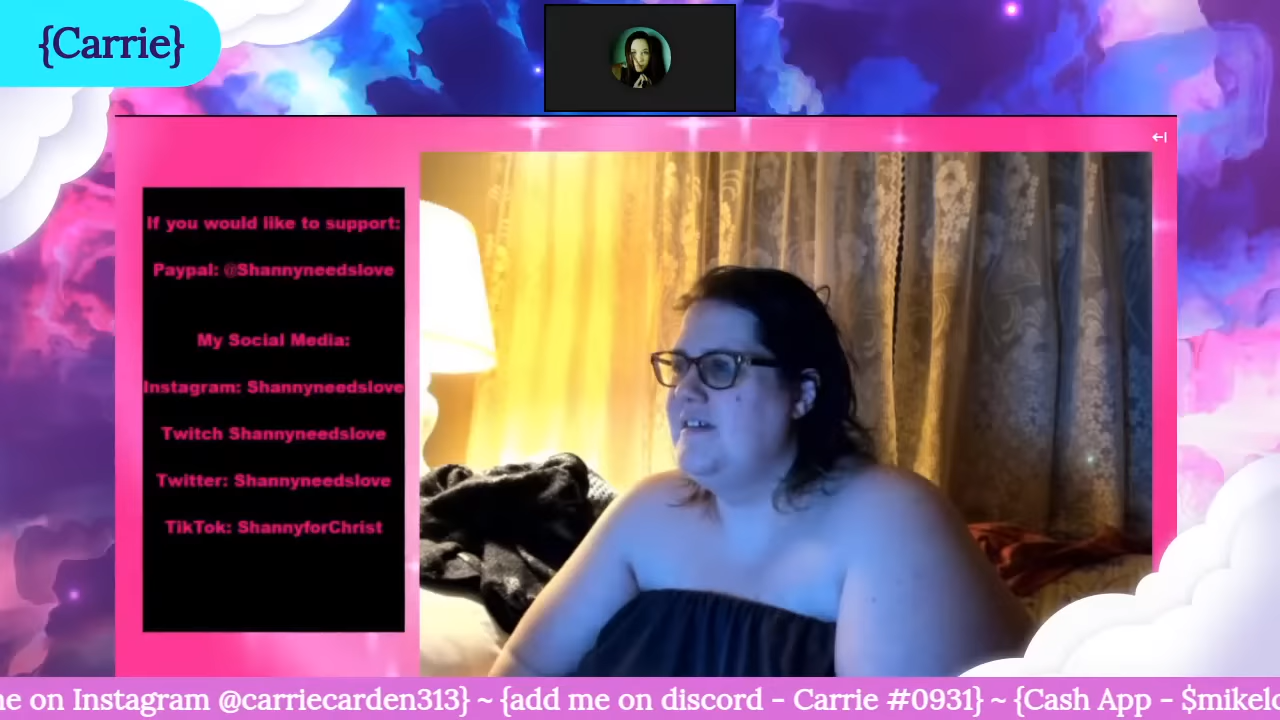 {Carrie}
If you would like to support:
Paypal: @Shannyneedslove
My Social Media:
Instagram: Shannyneedslove
Twitch Shannyneedslove
Twitter: Shannyneedslove
TikTok: ShannyforChrist
on Instagram @carriecarden313} ~ {add me on discord - Carrie #0931} ~ {Cash App -